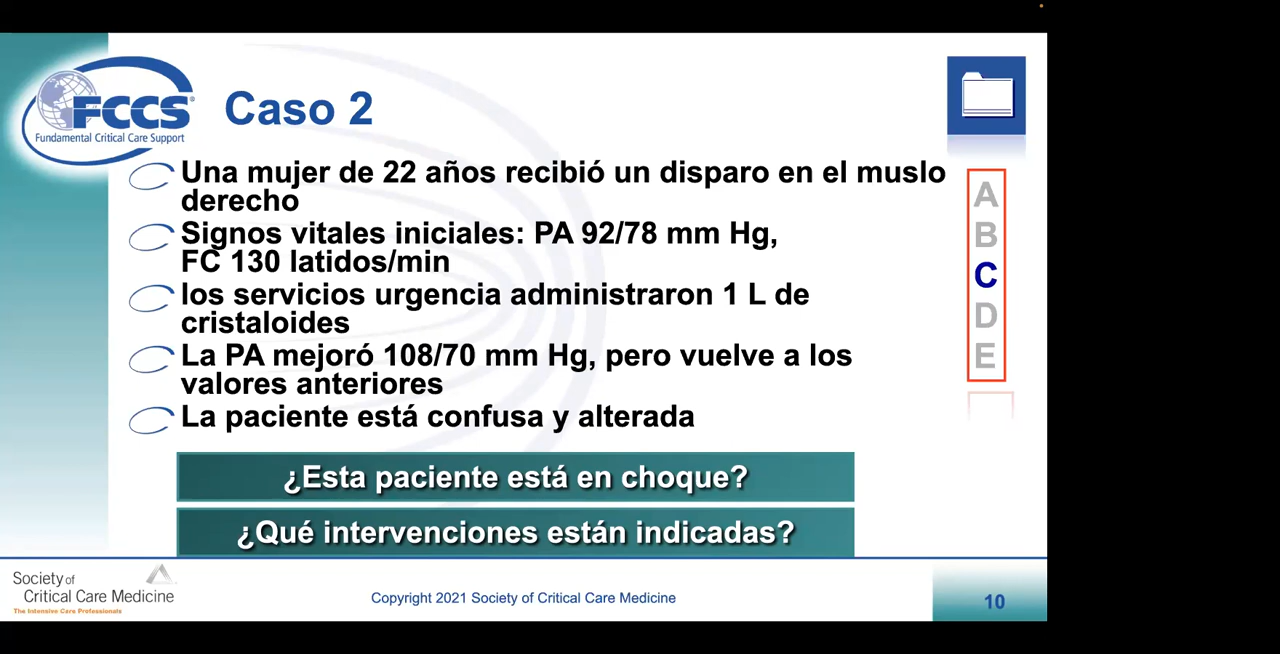 FCCS®
Fundamental Critical Care Support
Caso 2
Una mujer de 22 años recibió un disparo en el muslo
derecho
Signos vitales iniciales: PA 92/78 mm Hg,
FC 130 latidos/min
los servicios urgencia administraron 1 L de
cristaloides
La PA mejoró 108/70 mm Hg, pero vuelve a los
valores anteriores
La paciente está confusa y alterada
A
B
C
D
E
¿Esta paciente está en choque?
¿Qué intervenciones están indicadas?
Society of
Critical Care Medicine
The Intensive Care Professionals
Copyright 2021 Society of Critical Care Medicine
10